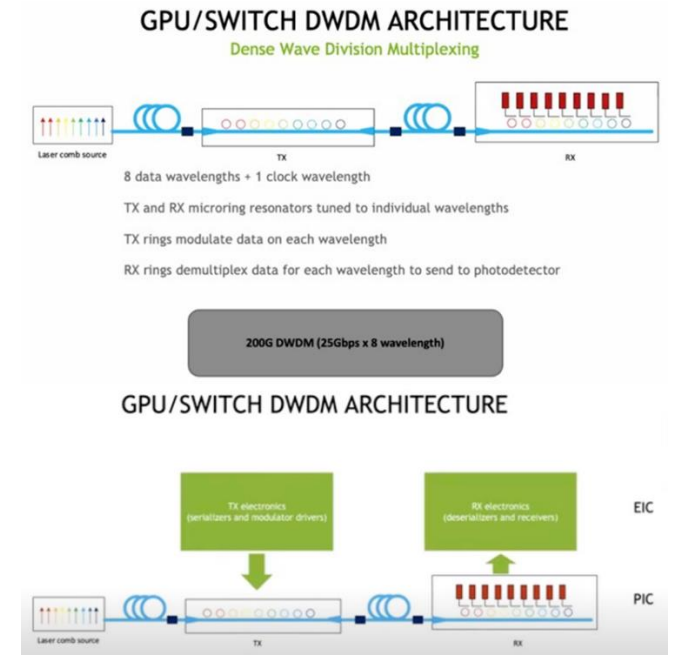 GPU/SWITCH DWDM ARCHITECTURE
Dense Wave Division Multiplexing
Laser comb source
TX
RX
8 data wavelengths + 1 clock wavelength
TX and RX microring resonators tuned to individual wavelengths
TX rings modulate data on each wavelength
RX rings demultiplex data for each wavelength to send to photodetector
200G DWDM (25Gbps x 8 wavelength)
GPU/SWITCH DWDM ARCHITECTURE
TX electronics
(serializers and modulator drivers)
RX electronics
(deserializers and receivers)
EIC
PIC
Laser comb source
TX
RX